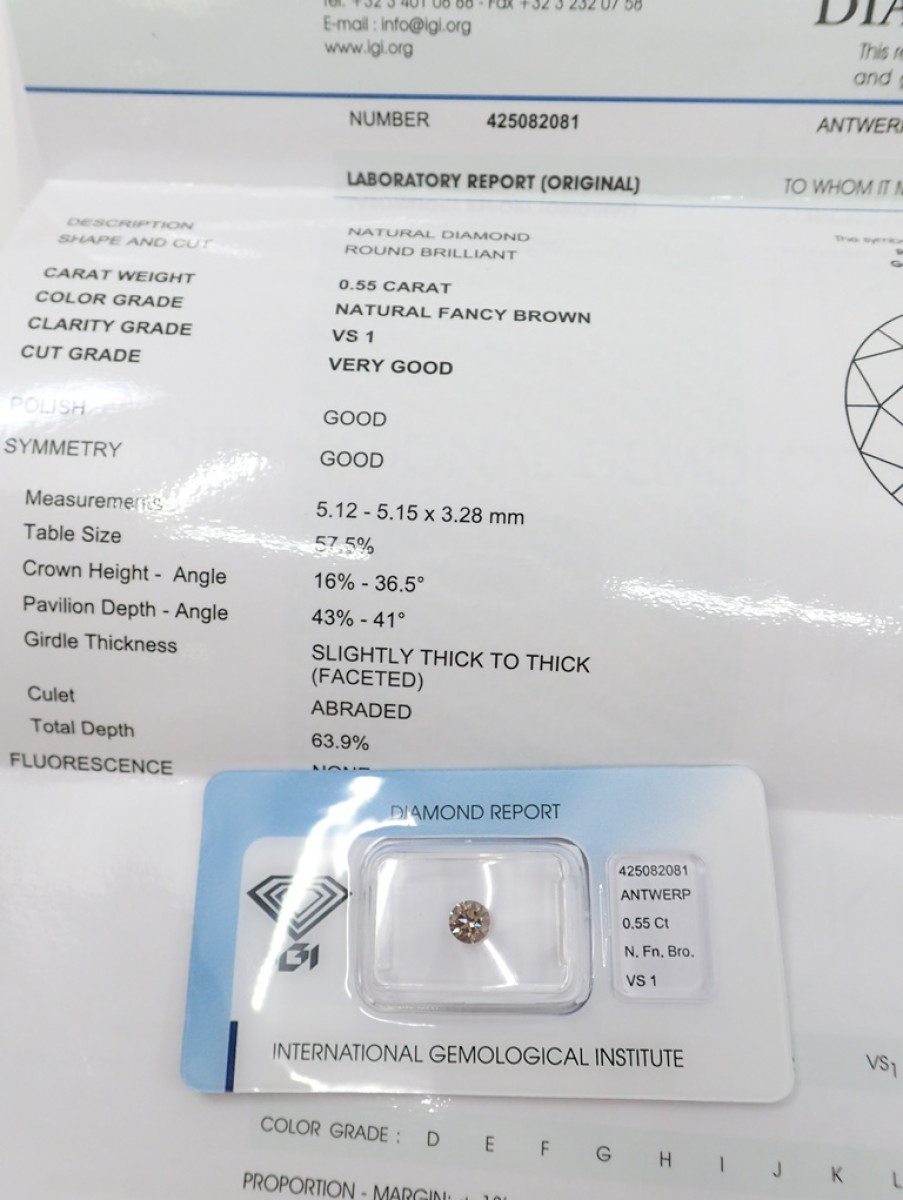 E-mail : info@igi.org
www.igi.org
NUMBER 425082081
LABORATORY REPORT (ORIGINAL)
TO WHOM IT
DESCRIPTION NATURAL DIAMOND
SHAPE AND CUT ROUND BRILLIANT
CARAT WEIGHT 0.55 CARAT
COLOR GRADE NATURAL FANCY BROWN
CLARITY GRADE VS 1
CUT GRADE VERY GOOD
POLISH GOOD
SYMMETRY GOOD
Measurements 5.12 - 5.15 x 3.28 mm
Table Size 57.5%
Crown Height - Angle 16% - 36.5°
Pavilion Depth - Angle 43% - 41°
Girdle Thickness SLIGHTLY THICK TO THICK
(FACETED)
Culet ABRADED
Total Depth 63.9%
FLUORESCENCE NONE
DIAMOND REPORT
IGI
425082081
ANTWERP
0.55 Ct
N. Fn. Bro.
VS 1
INTERNATIONAL GEMOLOGICAL INSTITUTE
VS1
COLOR GRADE : D E F G H I J K L
PROPORTION - MARGIN: